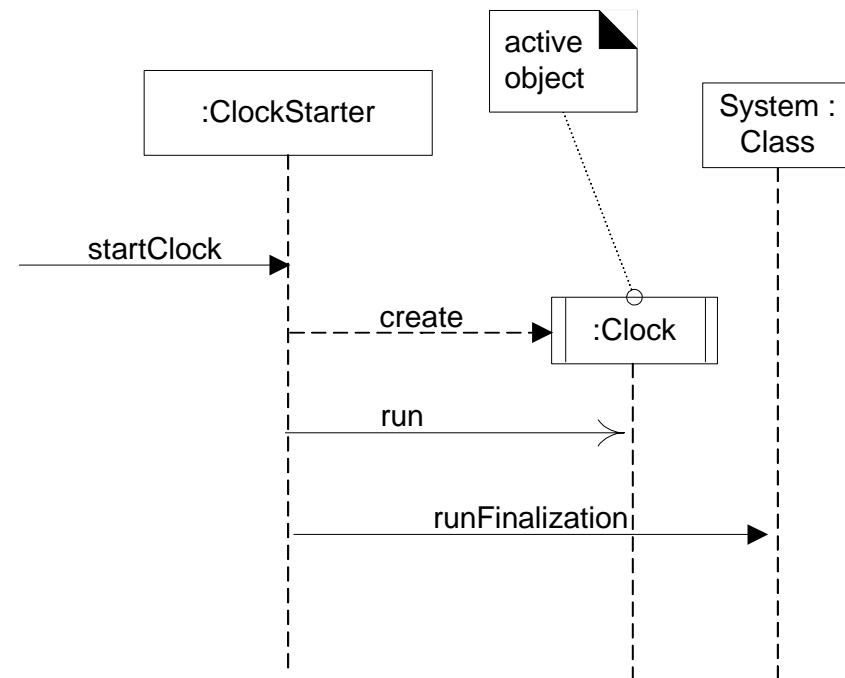 active
object
:ClockStarter
System :
Class
startClock
create
:Clock
run
runFinalization